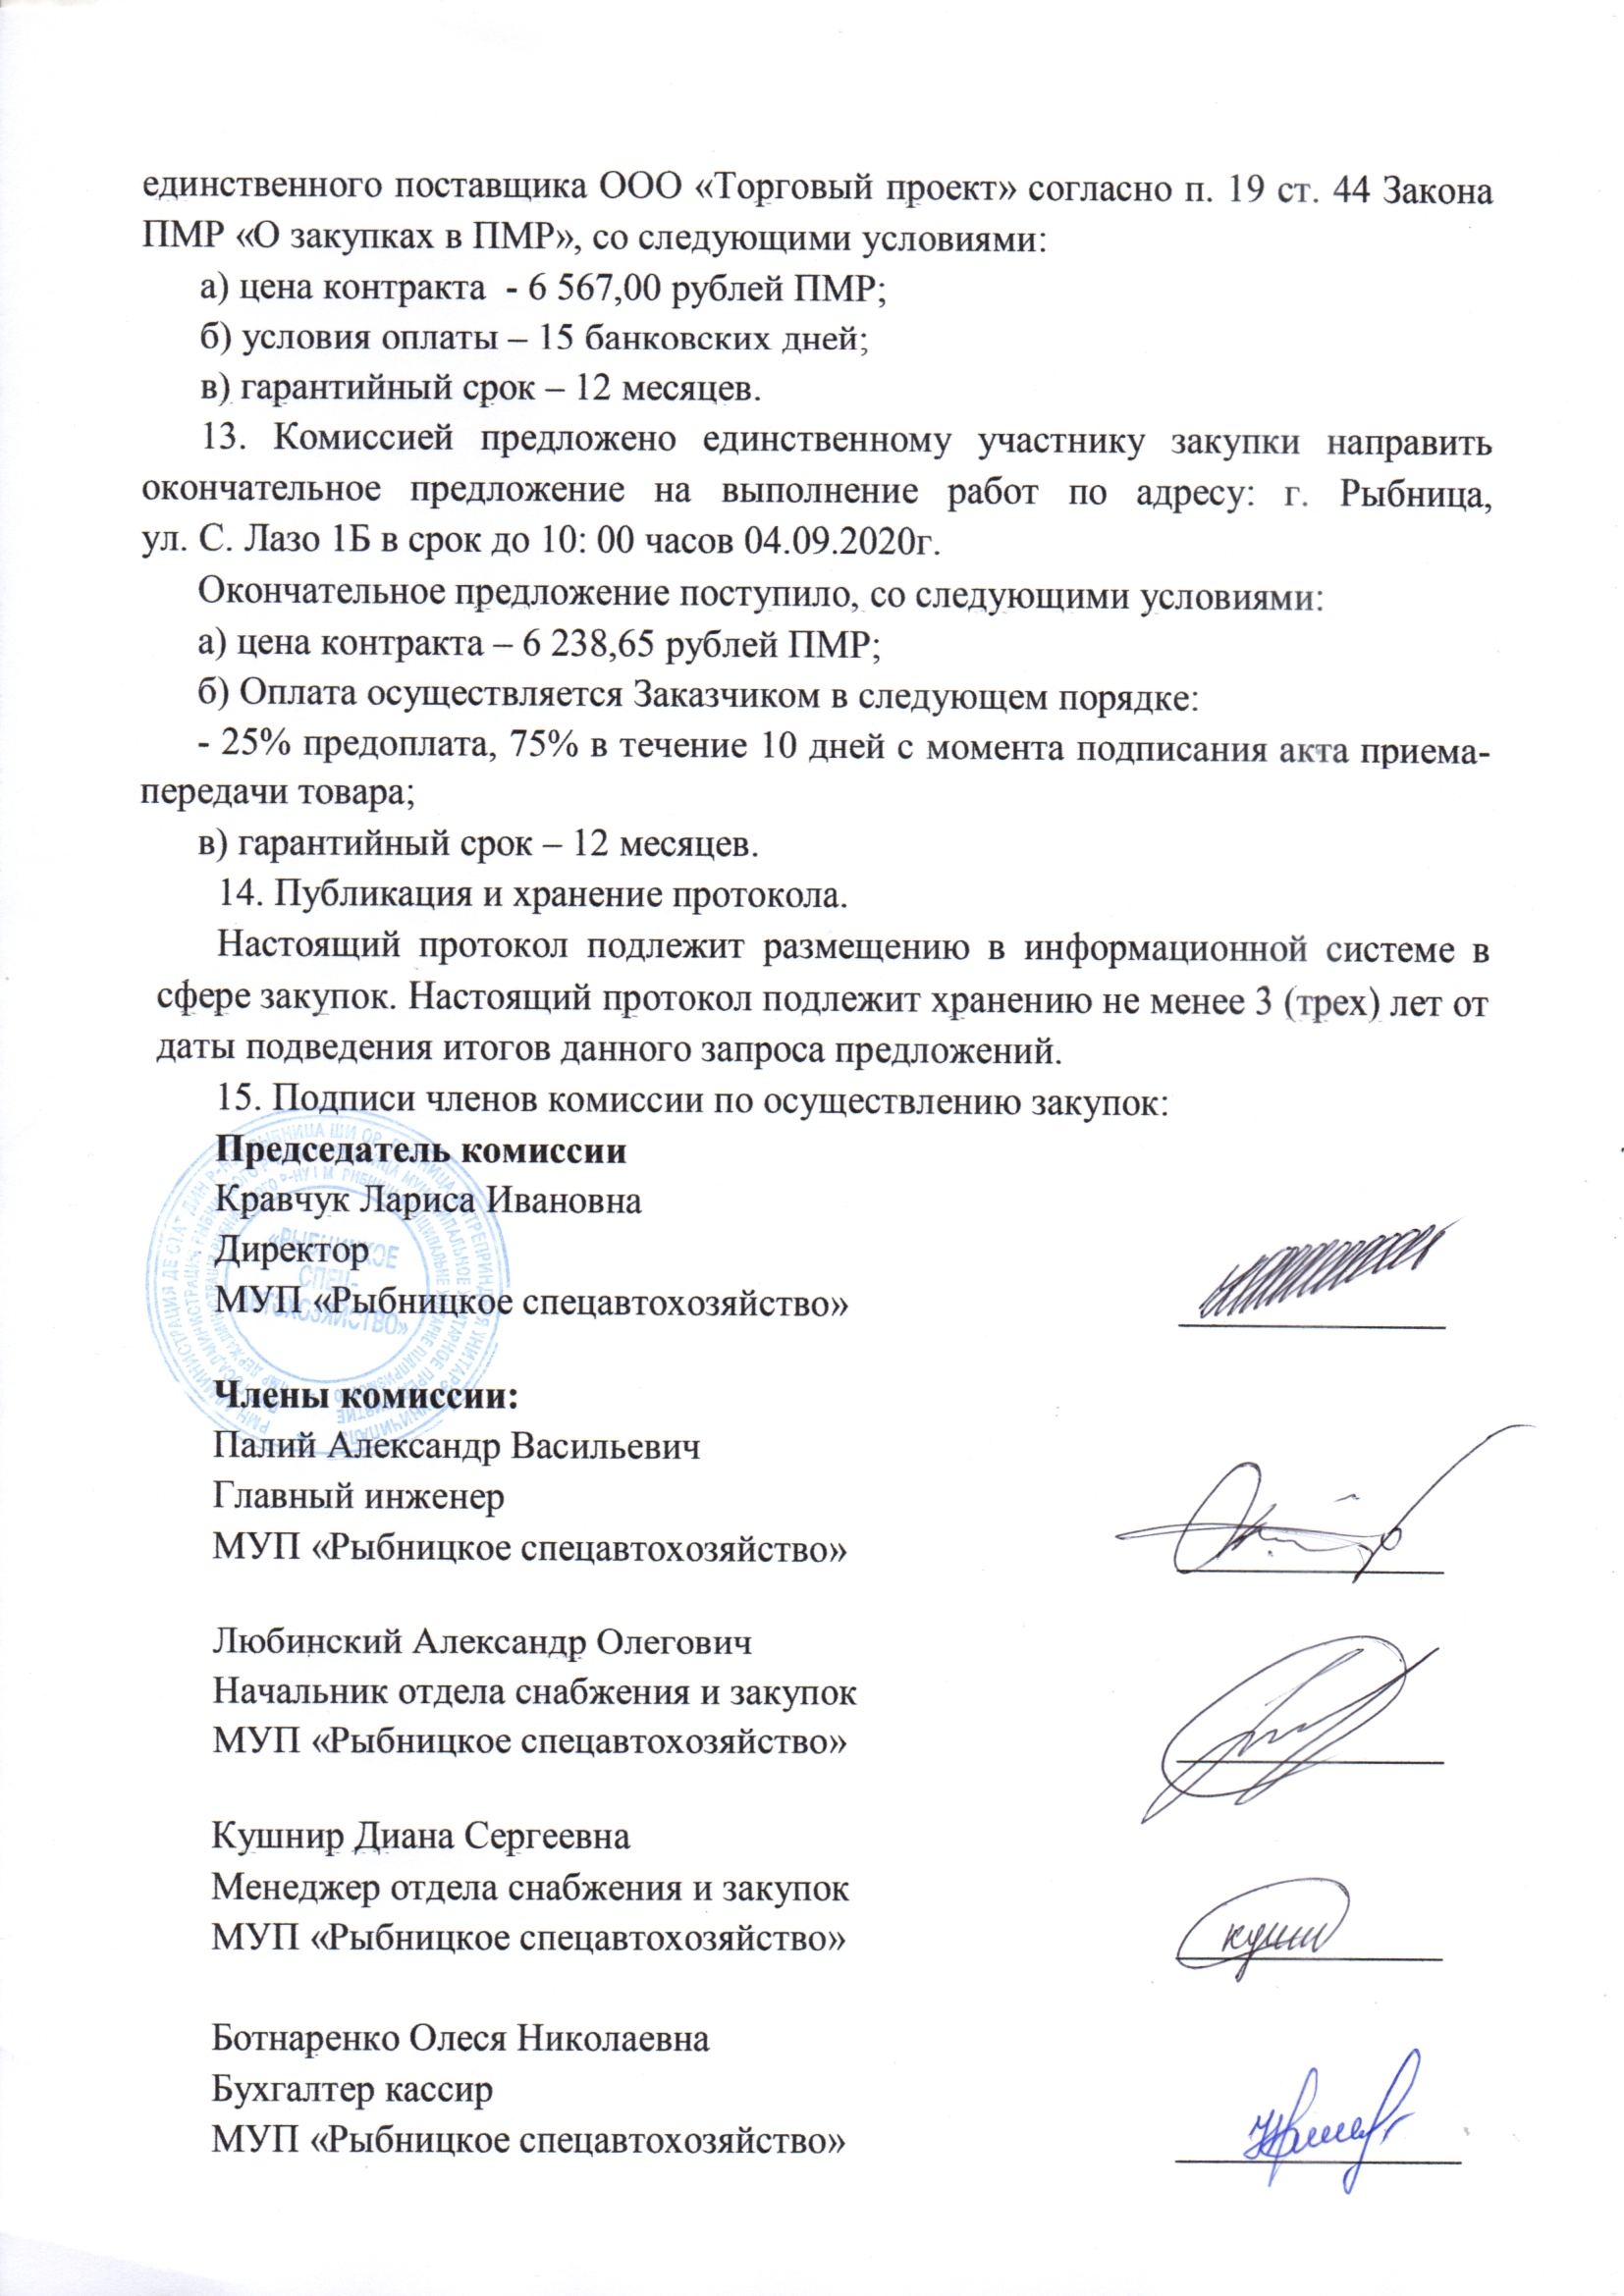 единственного поставщика ООО «Торговый проект» согласно п. 19 ст. 44 Закона
ПМР «О закупках в ПМР», со следующими условиями:
а) цена контракта - 6 567,00 рублей ПМР;
б) условия оплаты – 15 банковских дней;
в) гарантийный срок – 12 месяцев.
13. Комиссией предложено единственному участнику закупки направить
окончательное предложение на выполнение работ по адресу: г. Рыбница,
ул. С. Лазо 1Б в срок до 10: 00 часов 04.09.2020г.
Окончательное предложение поступило, со следующими условиями:
а) цена контракта – 6 238,65 рублей ПМР;
б) Оплата осуществляется Заказчиком в следующем порядке:
- 25% предоплата, 75% в течение 10 дней с момента подписания акта приема-
передачи товара;
в) гарантийный срок – 12 месяцев.
14. Публикация и хранение протокола.
Настоящий протокол подлежит размещению в информационной системе в
сфере закупок. Настоящий протокол подлежит хранению не менее 3 (трех) лет от
даты подведения итогов данного запроса предложений.
15. Подписи членов комиссии по осуществлению закупок:
Председатель комиссии
Кравчук Лариса Ивановна
Директор
МУП «Рыбницкое спецавтохозяйство»
Члены комиссии:
Палий Александр Васильевич
Главный инженер
МУП «Рыбницкое спецавтохозяйство»
Любинский Александр Олегович
Начальник отдела снабжения и закупок
МУП «Рыбницкое спецавтохозяйство»
Кушнир Диана Сергеевна
Менеджер отдела снабжения и закупок
МУП «Рыбницкое спецавтохозяйство»
Ботнаренко Олеся Николаевна
Бухгалтер кассир
МУП «Рыбницкое спецавтохозяйство»